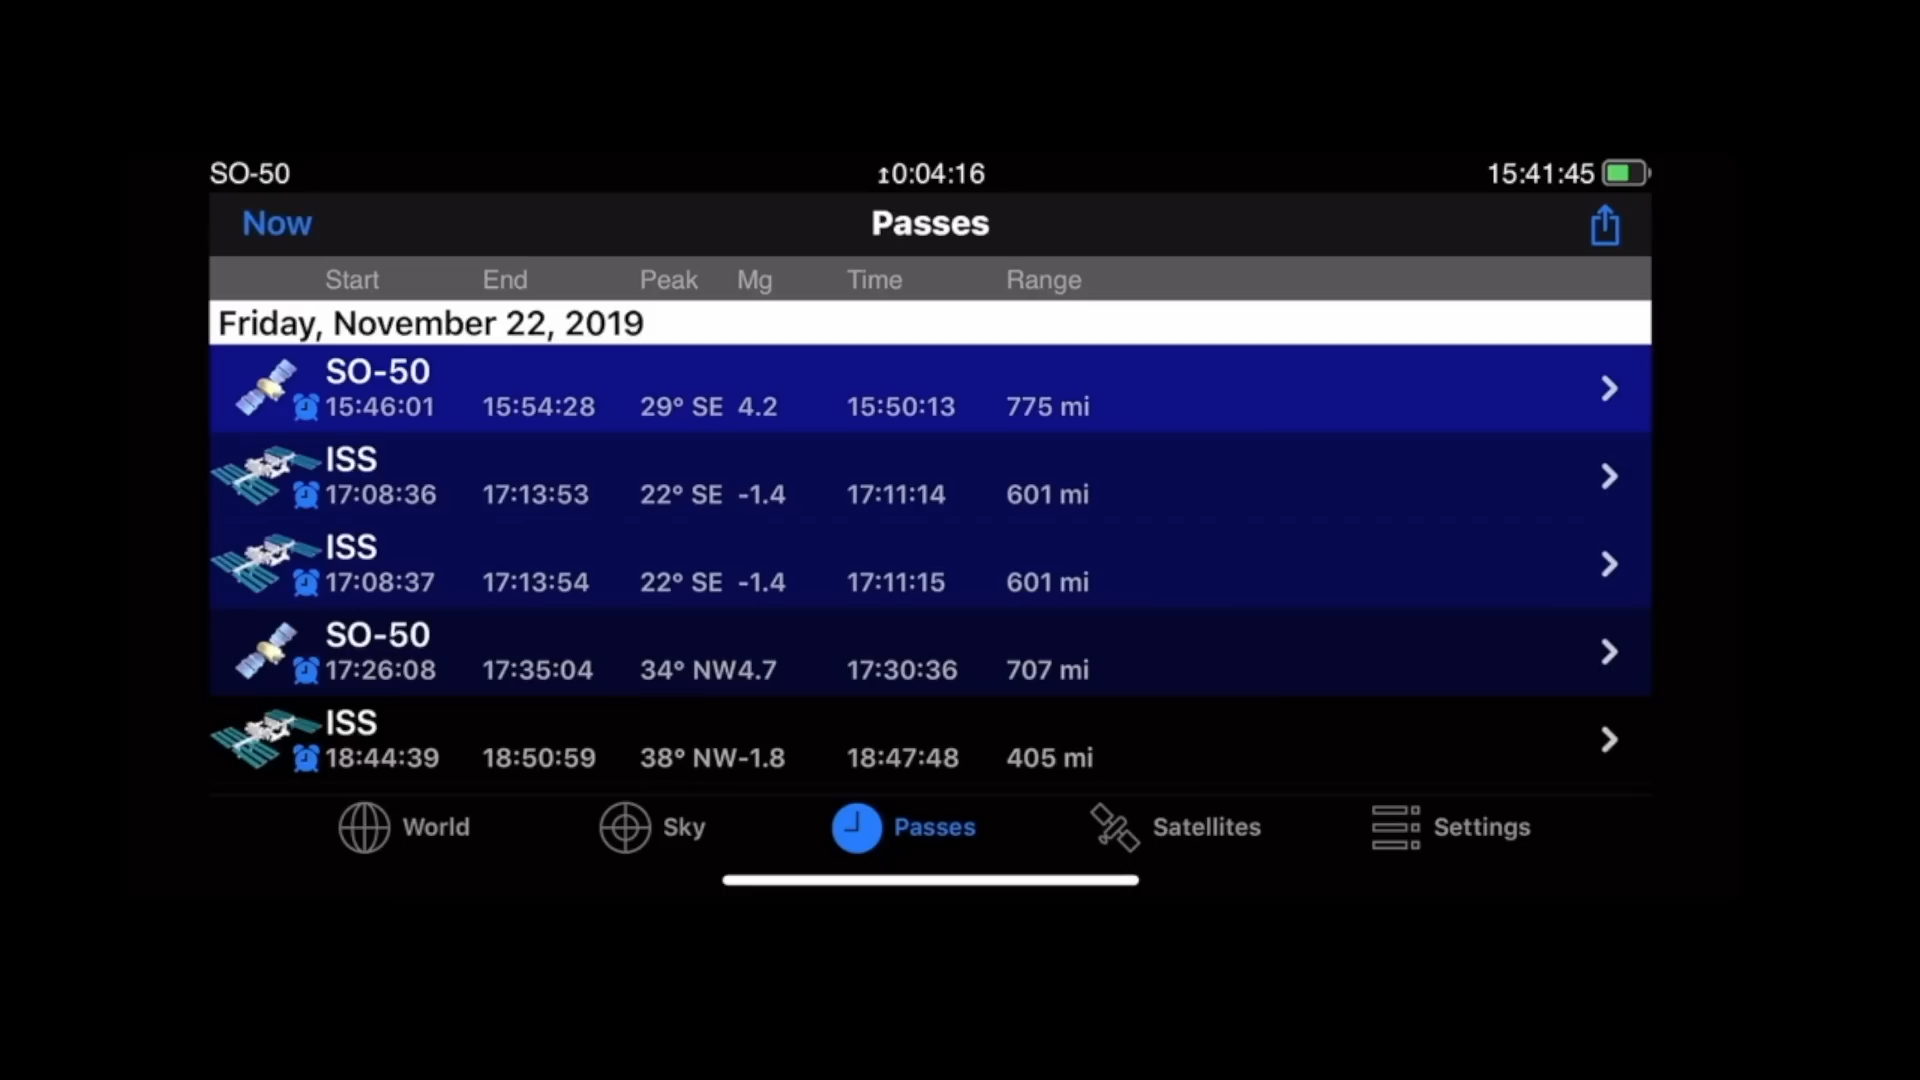 SO-50 ↥0:04:16 15:41:45
Now Passes
Start End Peak Mg Time Range
Friday, November 22, 2019
SO-50
15:46:01 15:54:28 29° SE 4.2 15:50:13 775 mi
ISS
17:08:36 17:13:53 22° SE -1.4 17:11:14 601 mi
ISS
17:08:37 17:13:54 22° SE -1.4 17:11:15 601 mi
SO-50
17:26:08 17:35:04 34° NW 4.7 17:30:36 707 mi
ISS
18:44:39 18:50:59 38° NW -1.8 18:47:48 405 mi
World Sky Passes Satellites Settings